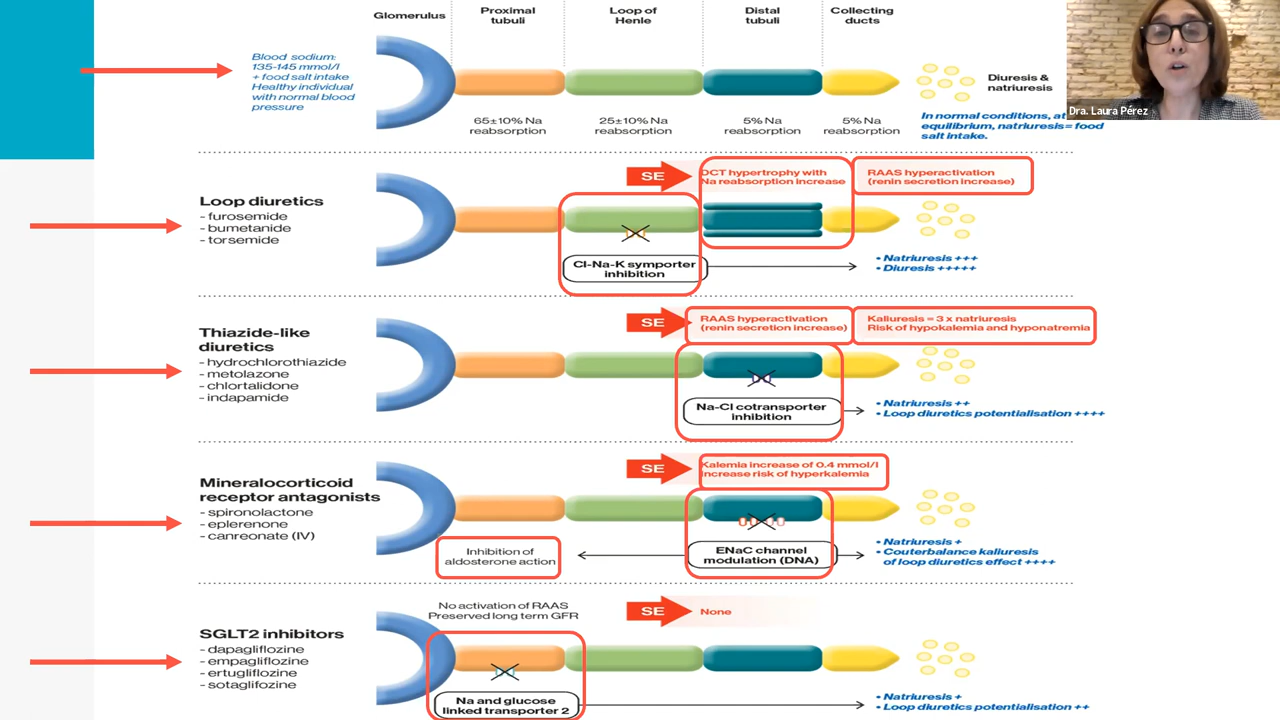 Glomerulus
Proximal
tubuli
Loop of
Henle
Distal
tubuli
Collecting
ducts
Blood sodium:
135-145 mmol/l
+ food salt intake
Healthy individual
with normal blood
pressure
65±10% Na
reabsorption
25±10% Na
reabsorption
5% Na
reabsorption
5% Na
reabsorption
Diuresis &
natriuresis
In normal conditions, at
equilibrium, natriuresis= food
salt intake.
Dra. Laura Pérez
Loop diuretics
- furosemide
- bumetanide
- torsemide
SE
DCT hypertrophy with
Na reabsorption increase
RAAS hyperactivation
(renin secretion increase)
Cl-Na-K symporter
inhibition
• Natriuresis +++
• Diuresis +++++
Thiazide-like
diuretics
- hydrochlorothiazide
- metolazone
- chlortalidone
- indapamide
SE
RAAS hyperactivation
(renin secretion increase)
Kaliuresis = 3 x natriuresis
Risk of hypokalemia and hyponatremia
Na-Cl cotransporter
inhibition
• Natriuresis ++
• Loop diuretics potentialisation ++++
Mineralocorticoid
receptor antagonists
- spironolactone
- eplerenone
- canreonate (IV)
SE
Kalemia increase of 0.4 mmol/l
Increase risk of hyperkalemia
Inhibition of
aldosterone action
ENaC channel
modulation (DNA)
• Natriuresis +
• Couterbalance kaliuresis
of loop diuretics effect ++++
SGLT2 inhibitors
- dapagliflozine
- empagliflozine
- ertugliflozine
- sotaglifozine
No activation of RAAS
Preserved long term GFR
SE
None
Na and glucose
linked transporter 2
• Natriuresis +
• Loop diuretics potentialisation ++